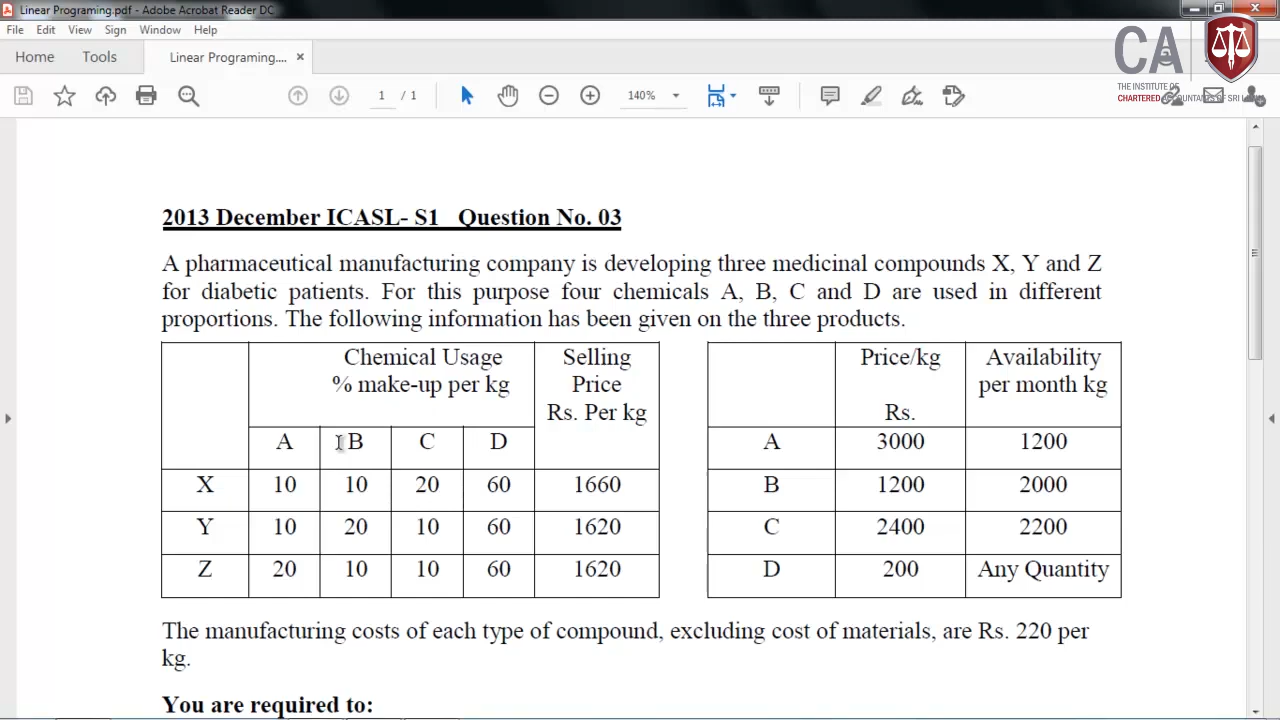 Linear Programing.pdf - Adobe Acrobat Reader DC
File Edit View Sign Window Help
Home Tools Linear Programing....
1 / 1 140%
CA
THE INSTITUTE OF
CHARTERED ACCOUNTANTS OF SRI LANKA
2013 December ICASL- S1 Question No. 03
A pharmaceutical manufacturing company is developing three medicinal compounds X, Y and Z
for diabetic patients. For this purpose four chemicals A, B, C and D are used in different
proportions. The following information has been given on the three products.
Chemical Usage
% make-up per kg
Selling
Price
Rs. Per kg
A B C D
X 10 10 20 60 1660
Y 10 20 10 60 1620
Z 20 10 10 60 1620
Price/kg
Rs.
Availability
per month kg
A 3000 1200
B 1200 2000
C 2400 2200
D 200 Any Quantity
The manufacturing costs of each type of compound, excluding cost of materials, are Rs. 220 per
kg.
You are required to: